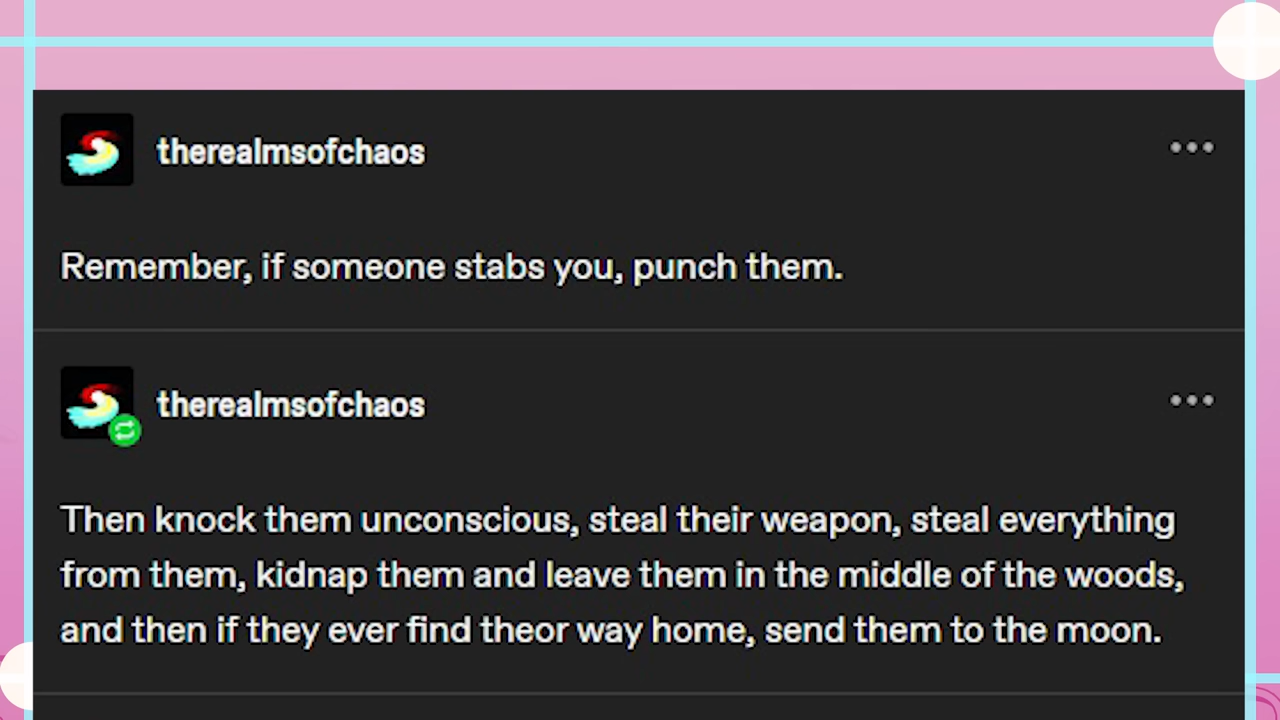 therealmsofchaos
Remember, if someone stabs you, punch them.
therealmsofchaos
Then knock them unconscious, steal their weapon, steal everything
from them, kidnap them and leave them in the middle of the woods,
and then if they ever find theor way home, send them to the moon.